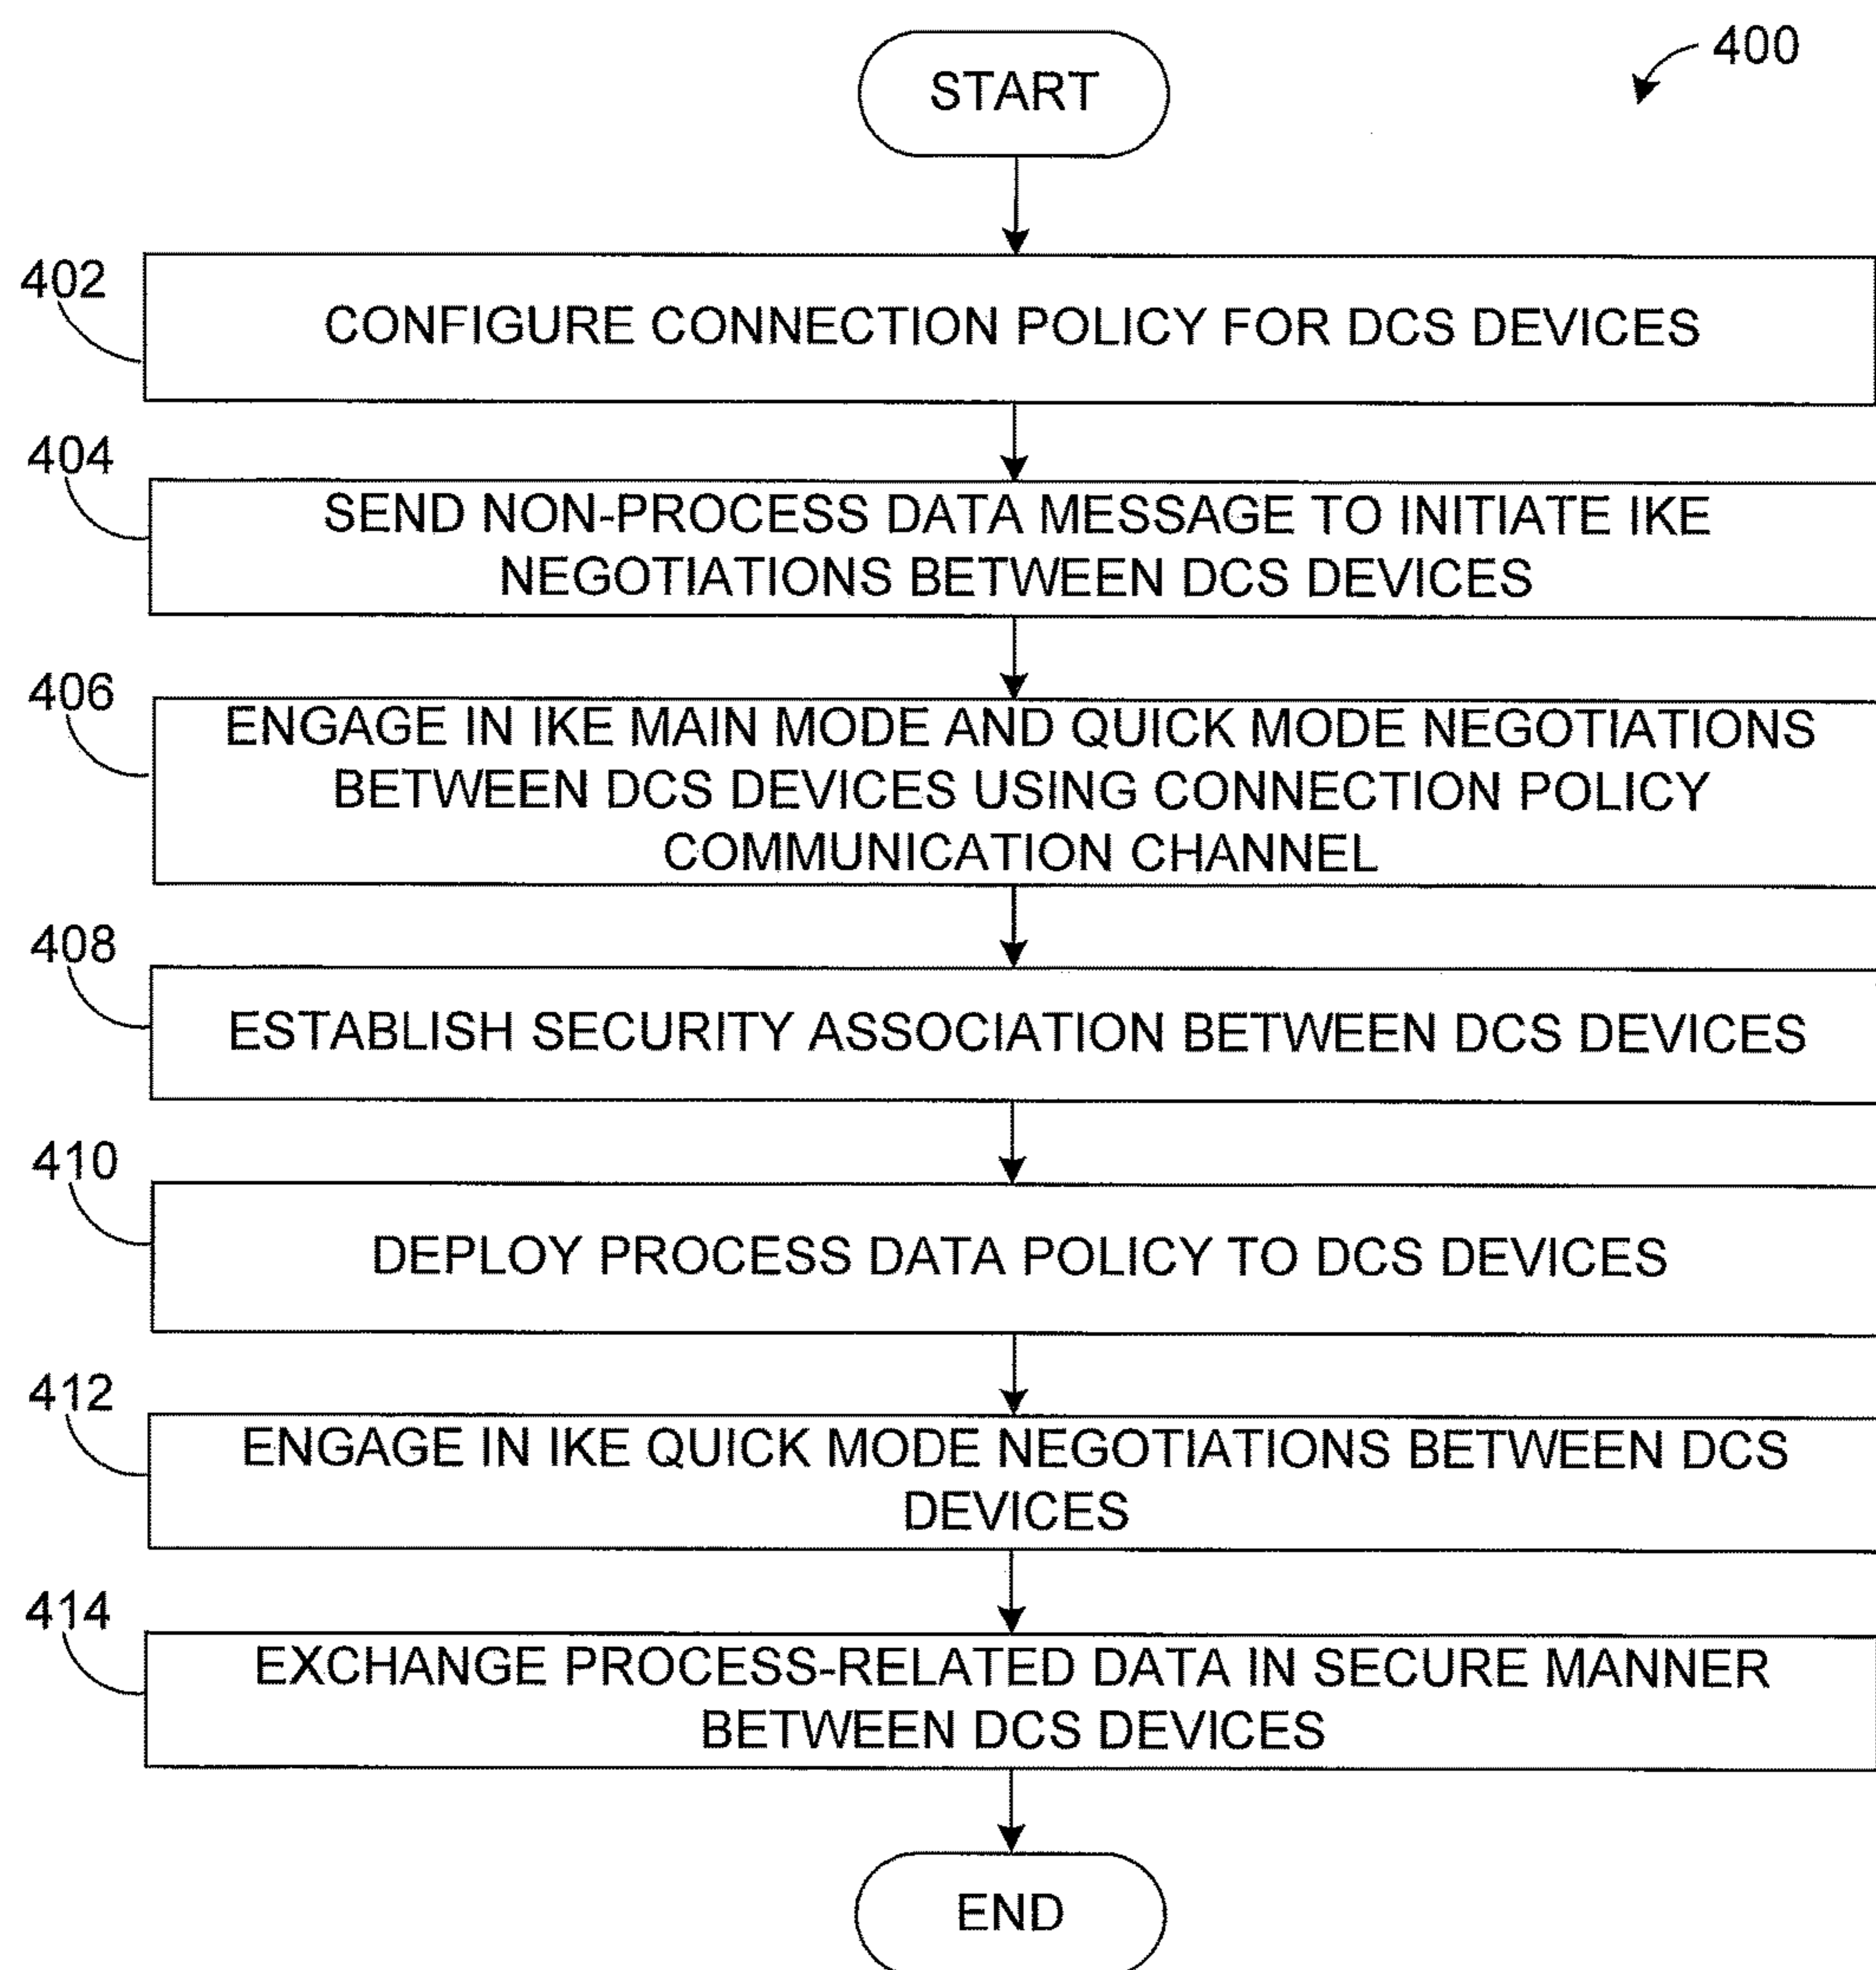 START
400
402
CONFIGURE CONNECTION POLICY FOR DCS DEVICES
404
SEND NON-PROCESS DATA MESSAGE TO INITIATE IKE
NEGOTIATIONS BETWEEN DCS DEVICES
406
ENGAGE IN IKE MAIN MODE AND QUICK MODE NEGOTIATIONS
BETWEEN DCS DEVICES USING CONNECTION POLICY
COMMUNICATION CHANNEL
408
ESTABLISH SECURITY ASSOCIATION BETWEEN DCS DEVICES
410
DEPLOY PROCESS DATA POLICY TO DCS DEVICES
412
ENGAGE IN IKE QUICK MODE NEGOTIATIONS BETWEEN DCS
DEVICES
414
EXCHANGE PROCESS-RELATED DATA IN SECURE MANNER
BETWEEN DCS DEVICES
END